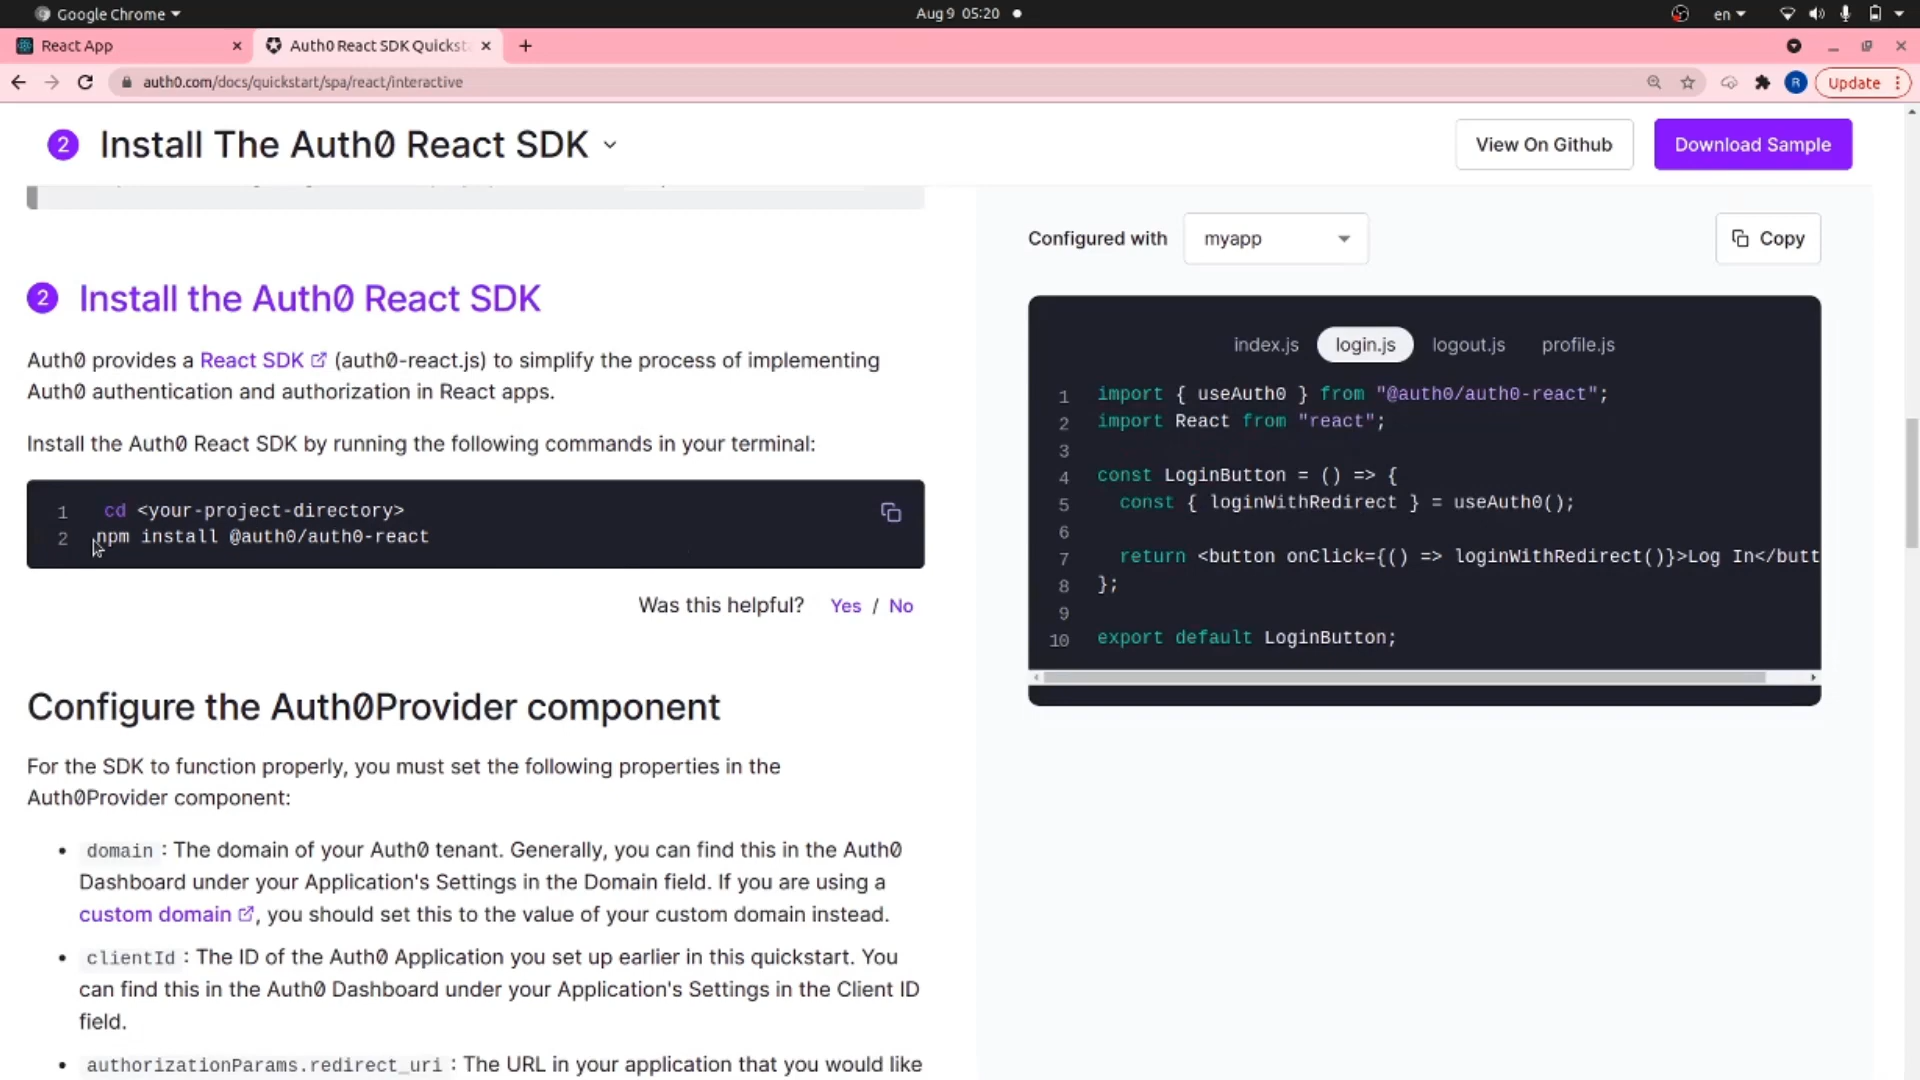 Google Chrome
Aug 9 05:20
en
React App
Auth0 React SDK Quickst
auth0.com/docs/quickstart/spa/react/interactive
R
Update
2 Install The Auth0 React SDK
View On Github
Download Sample
Configured with
myapp
Copy
2 Install the Auth0 React SDK
Auth0 provides a React SDK (auth0-react.js) to simplify the process of implementing
Auth0 authentication and authorization in React apps.
Install the Auth0 React SDK by running the following commands in your terminal:
1 cd <your-project-directory>
2 npm install @auth0/auth0-react
Was this helpful? Yes / No
Configure the Auth0Provider component
For the SDK to function properly, you must set the following properties in the
Auth0Provider component:
• domain : The domain of your Auth0 tenant. Generally, you can find this in the Auth0
Dashboard under your Application's Settings in the Domain field. If you are using a
custom domain, you should set this to the value of your custom domain instead.
• clientId : The ID of the Auth0 Application you set up earlier in this quickstart. You
can find this in the Auth0 Dashboard under your Application's Settings in the Client ID
field.
• authorizationParams.redirect_uri : The URL in your application that you would like
index.js login.js logout.js profile.js
1 import { useAuth0 } from "@auth0/auth0-react";
2 import React from "react";
3
4 const LoginButton = () => {
5 const { loginWithRedirect } = useAuth0();
6
7 return <button onClick={() => loginWithRedirect()}>Log In</butt
8 };
9
10 export default LoginButton;